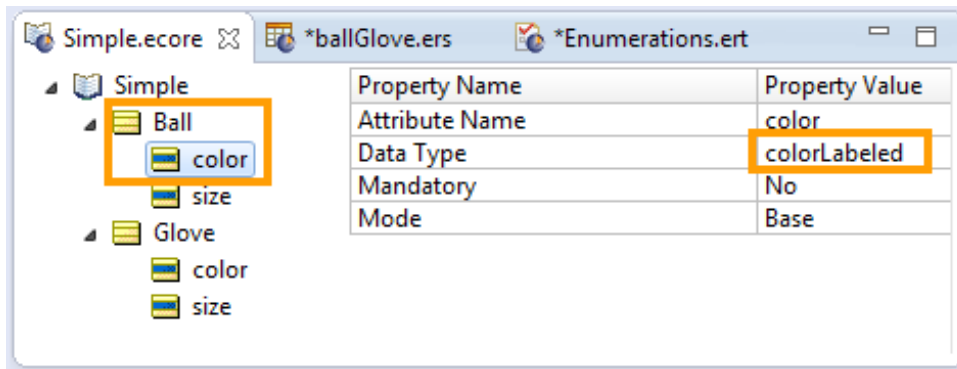 Simple.ecore *ballGlove.ers *Enumerations.ert
Simple
Ball
color
size
Glove
color
size
Property Name Property Value
Attribute Name color
Data Type colorLabeled
Mandatory No
Mode Base